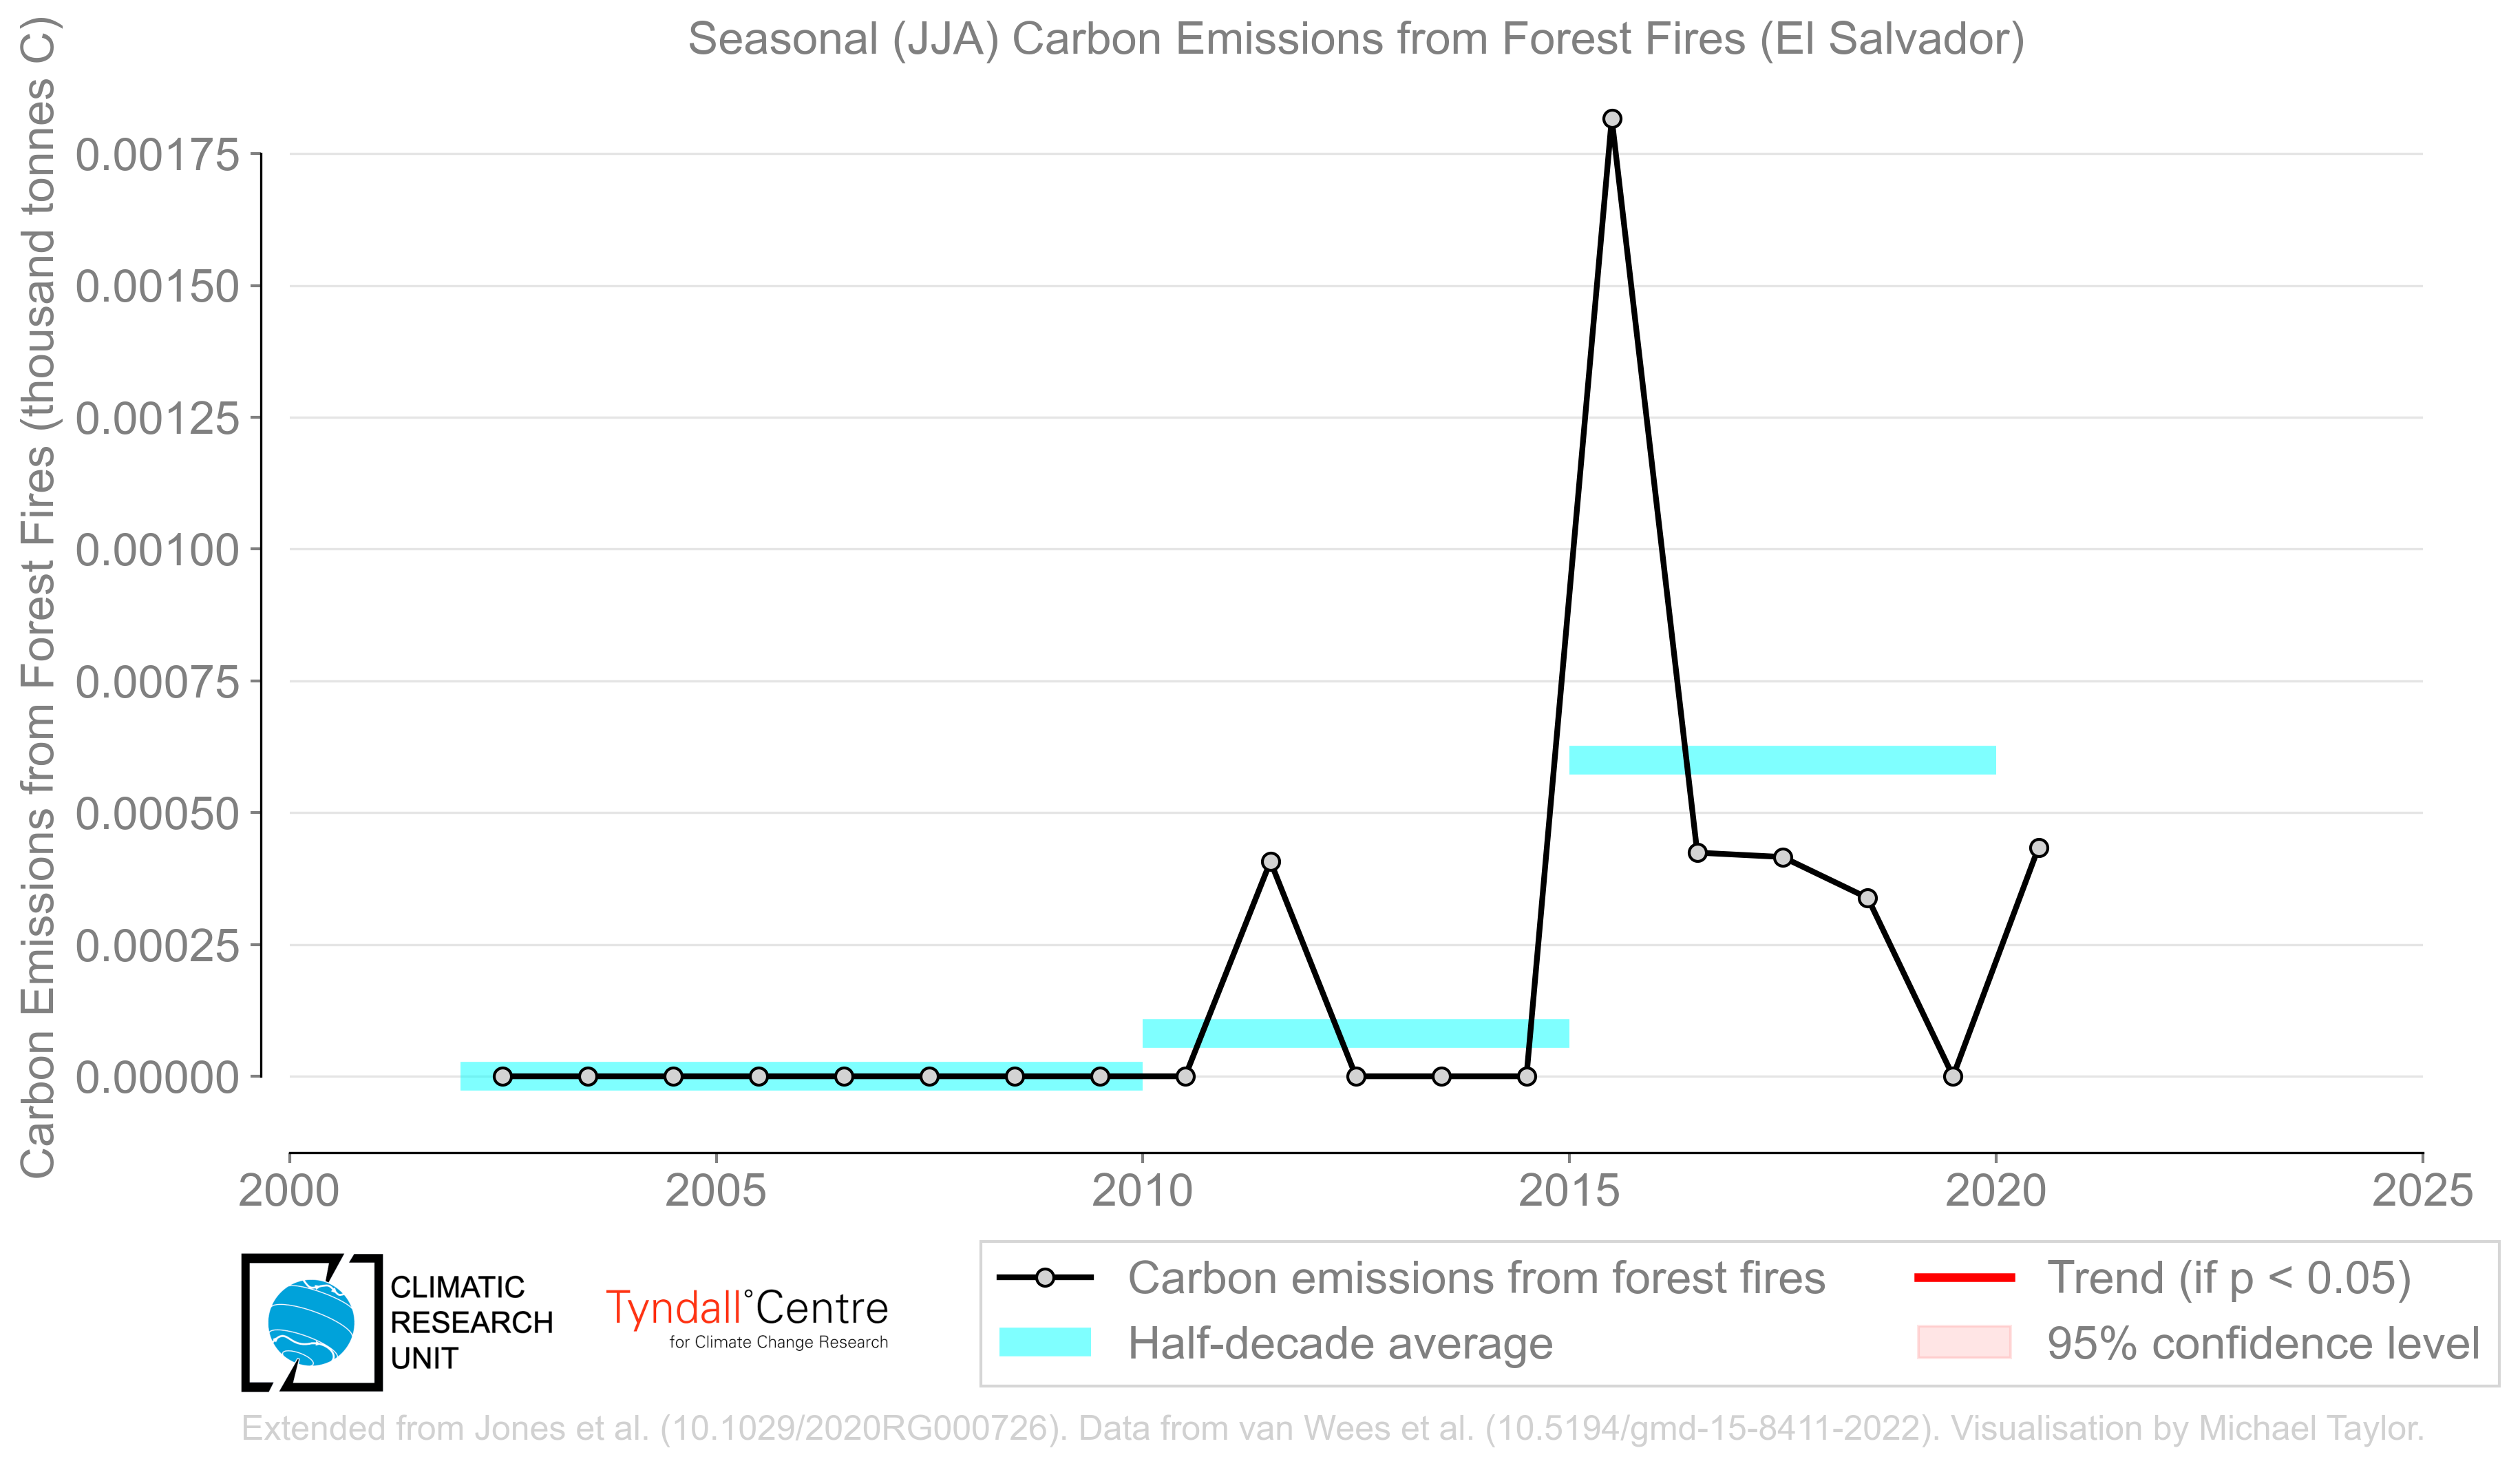 Seasonal (JJA) Carbon Emissions from Forest Fires (El Salvador)
Carbon Emissions from Forest Fires (thousand tonnes C)
0.00175
0.00150
0.00125
0.00100
0.00075
0.00050
0.00025
0.00000
2000 2005 2010 2015 2020 2025
CLIMATIC
RESEARCH
UNIT
Tyndall°Centre
for Climate Change Research
Carbon emissions from forest fires
Half-decade average
Trend (if p < 0.05)
95% confidence level
Extended from Jones et al. (10.1029/2020RG000726). Data from van Wees et al. (10.5194/gmd-15-8411-2022). Visualisation by Michael Taylor.